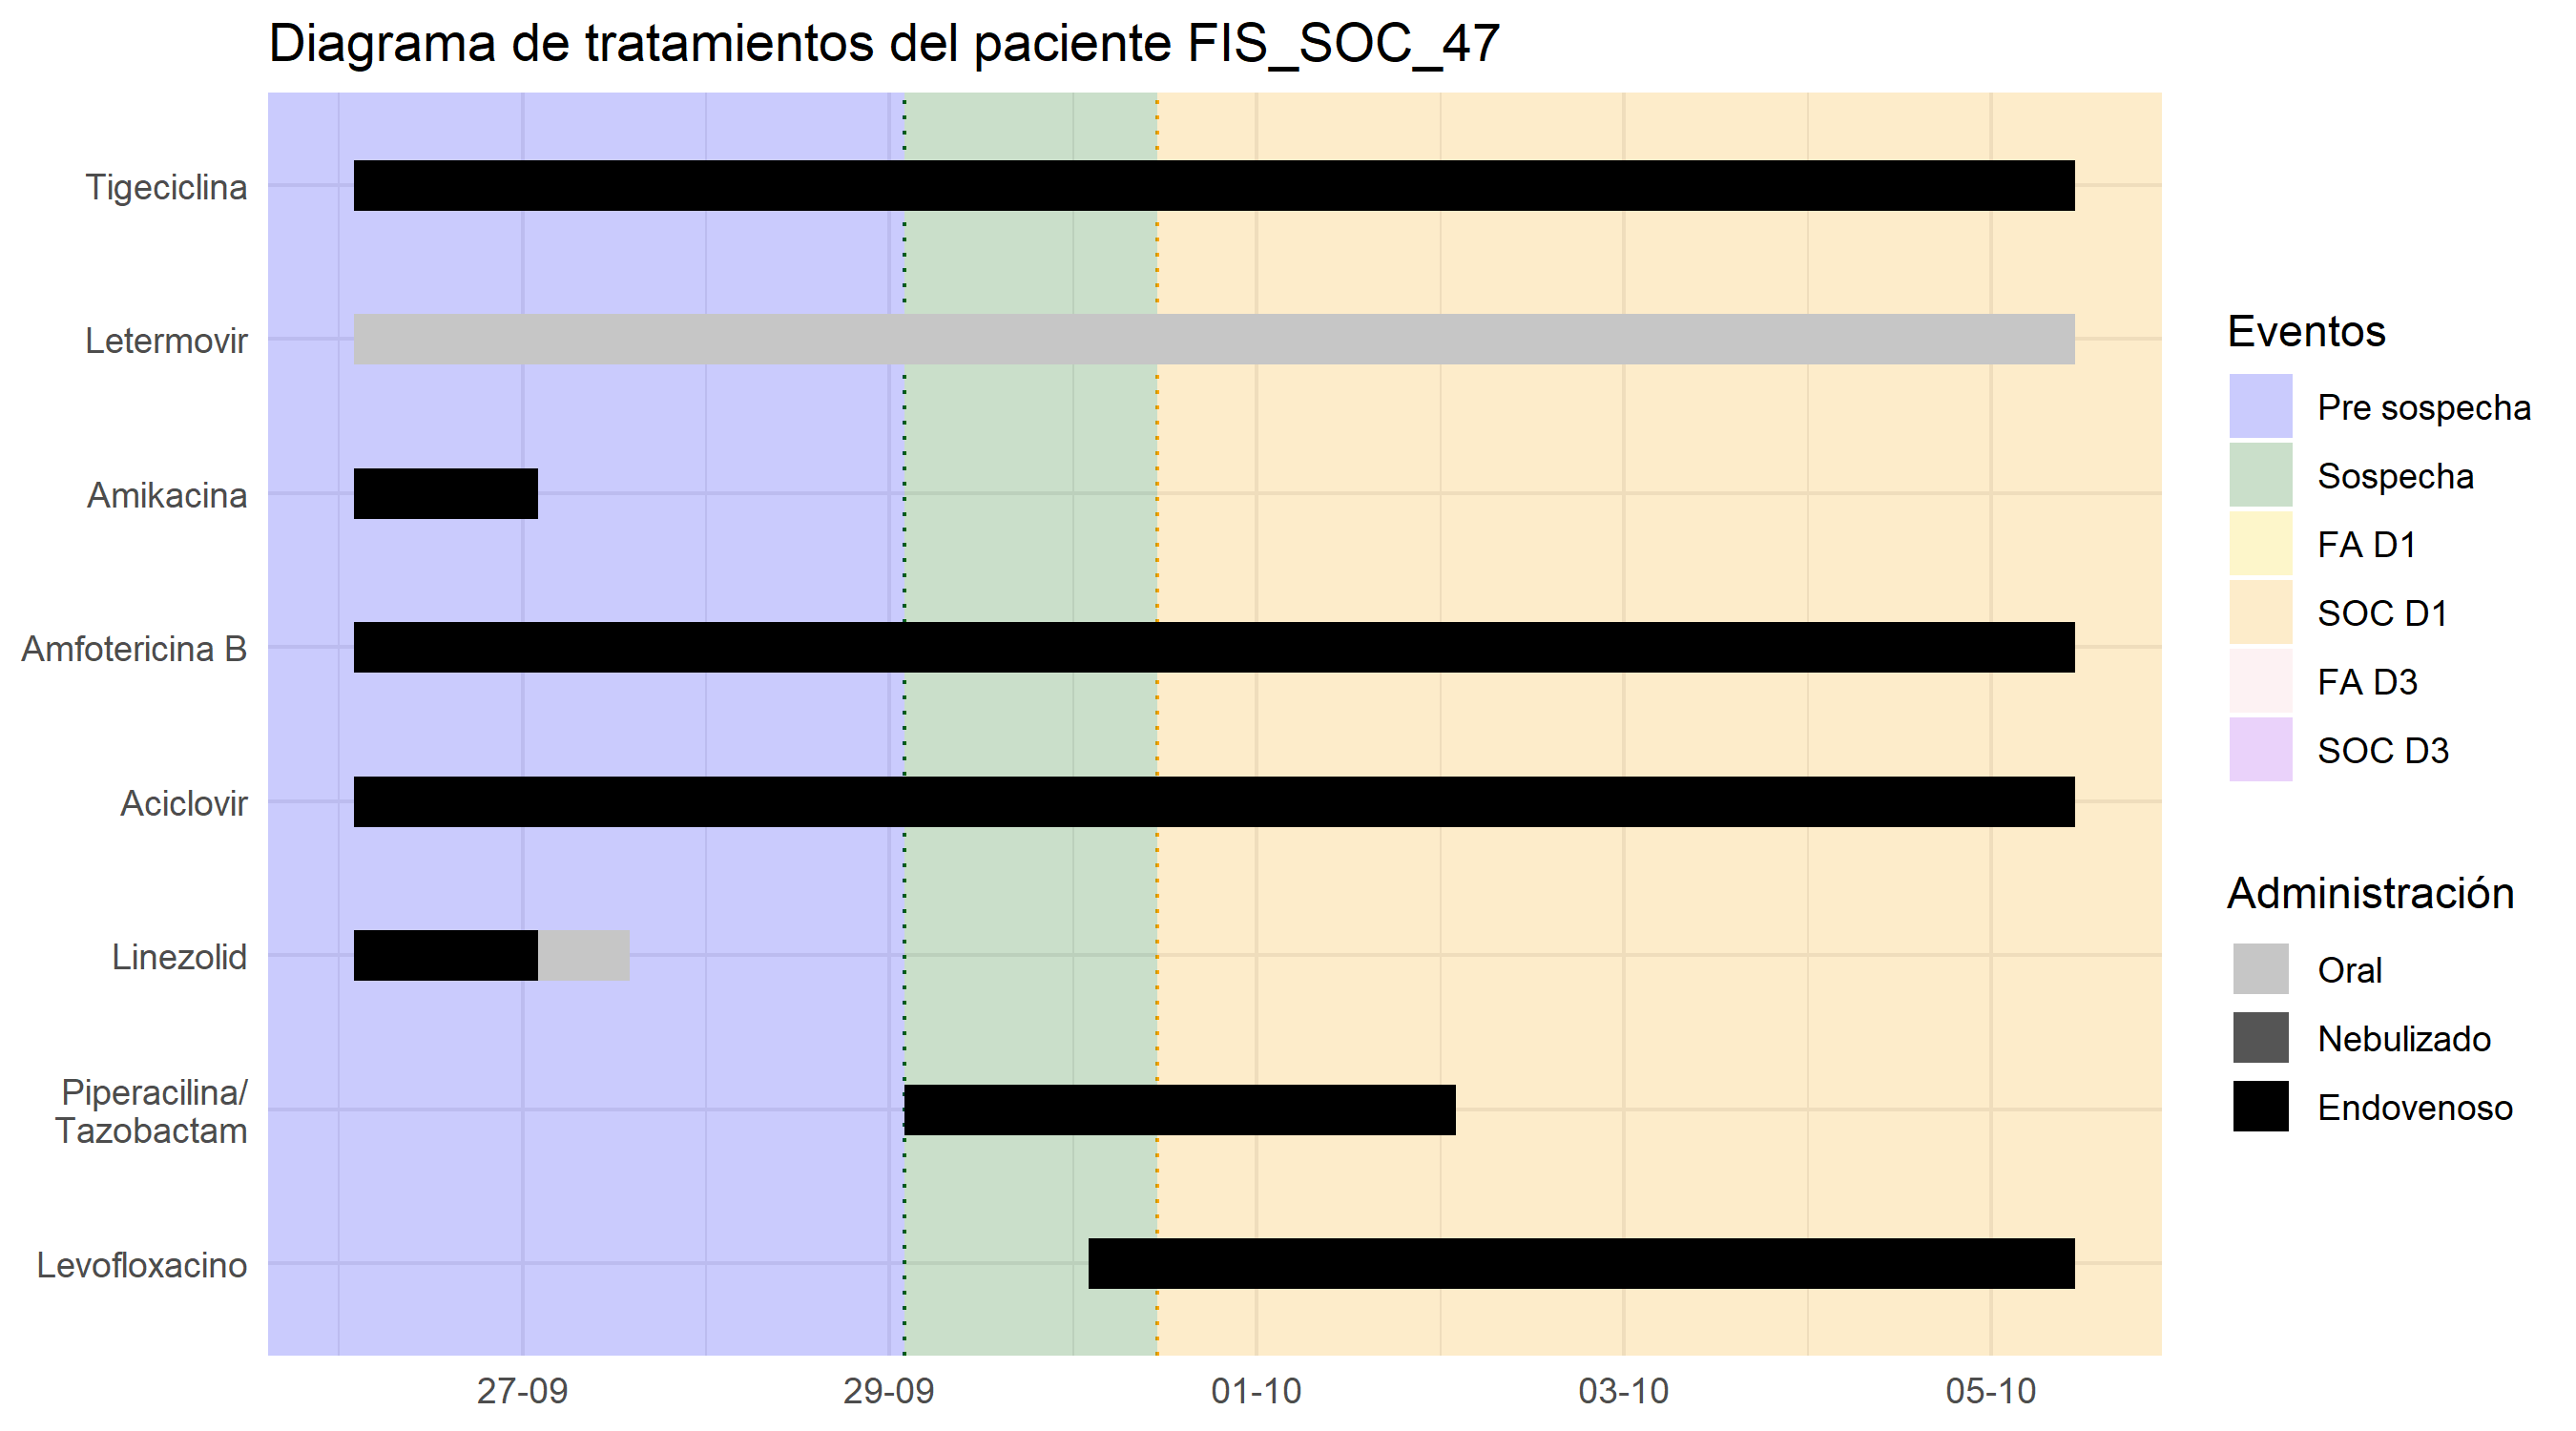 Diagrama de tratamientos del paciente FIS_SOC_47
Tigeciclina
Letermovir
Amikacina
Amfotericina B
Aciclovir
Linezolid
Piperacilina/
Tazobactam
Levofloxacino
27-09
29-09
01-10
03-10
05-10
Eventos
Pre sospecha
Sospecha
FA D1
SOC D1
FA D3
SOC D3
Administración
Oral
Nebulizado
Endovenoso